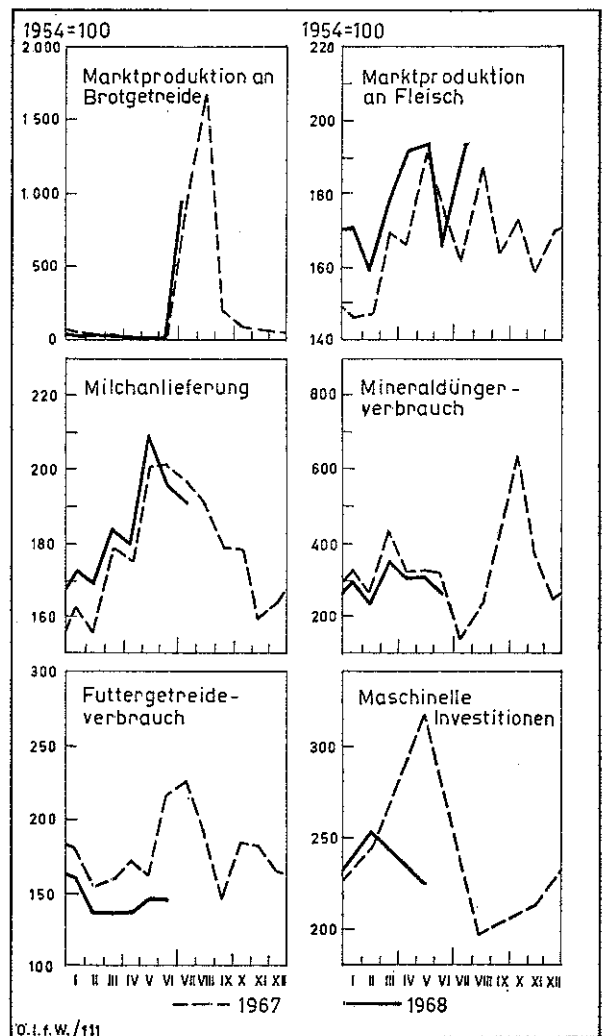 1954=100
1954=100
Marktproduktion an
Brotgetreide
2 000
1 500
1 000
500
0
Marktproduktion
an Fleisch
220
200
180
160
140
Milchanlieferung
220
200
180
160
Mineraldünger-
verbrauch
800
600
400
300
200
Futtergetreide-
verbrauch
300
250
200
150
100
Maschinelle
Investitionen
300
250
200
I II III IV V VI VII VIII IX X XI XII
I II III IV V VI VII VIII IX X XI XII
1967
1968
Ö.I.f.W./111